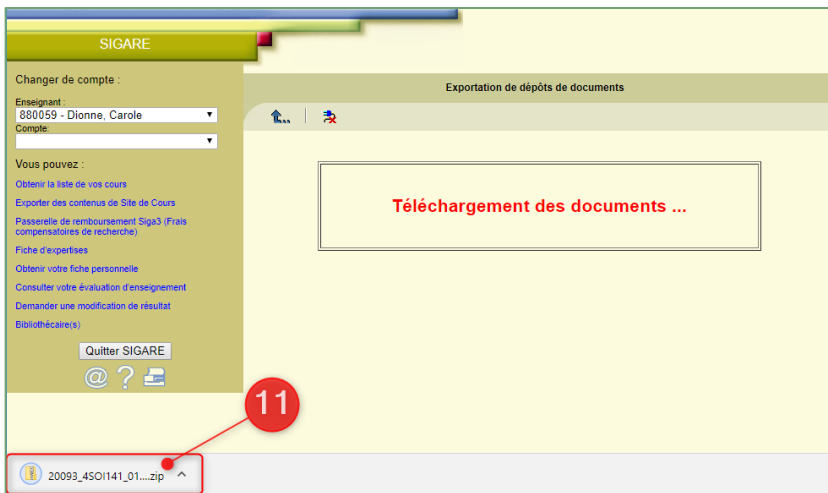 SIGARE
Changer de compte :
Enseignant :
880059 - Dionne, Carole
Compte:
Vous pouvez :
Obtenir la liste de vos cours
Exporter des contenus de Site de Cours
Passerelle de remboursement Siga3 (Frais
compensatoires de recherche)
Fiche d'expertises
Obtenir votre fiche personnelle
Consulter votre évaluation d'enseignement
Demander une modification de résultat
Bibliothécaire(s)
Quitter SIGARE
@ ?
Exportation de dépôts de documents
Téléchargement des documents ...
11
20093_4SOI141_01....zip